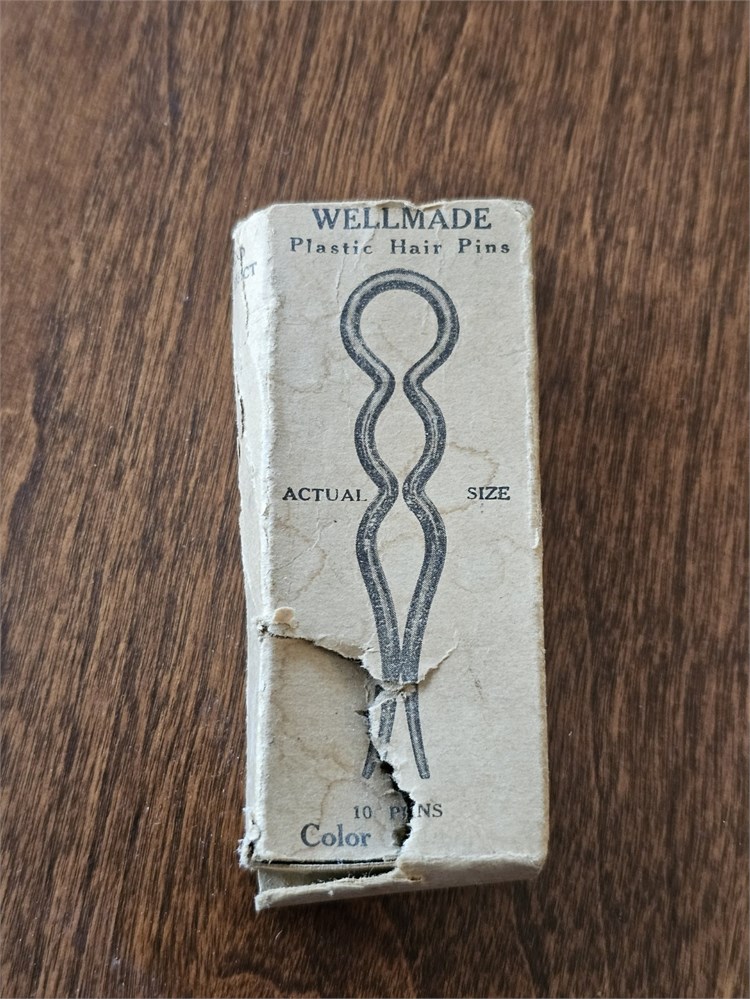 WELLMADE
Plastic Hair Pins
ACTUAL SIZE
10 PINS
Color